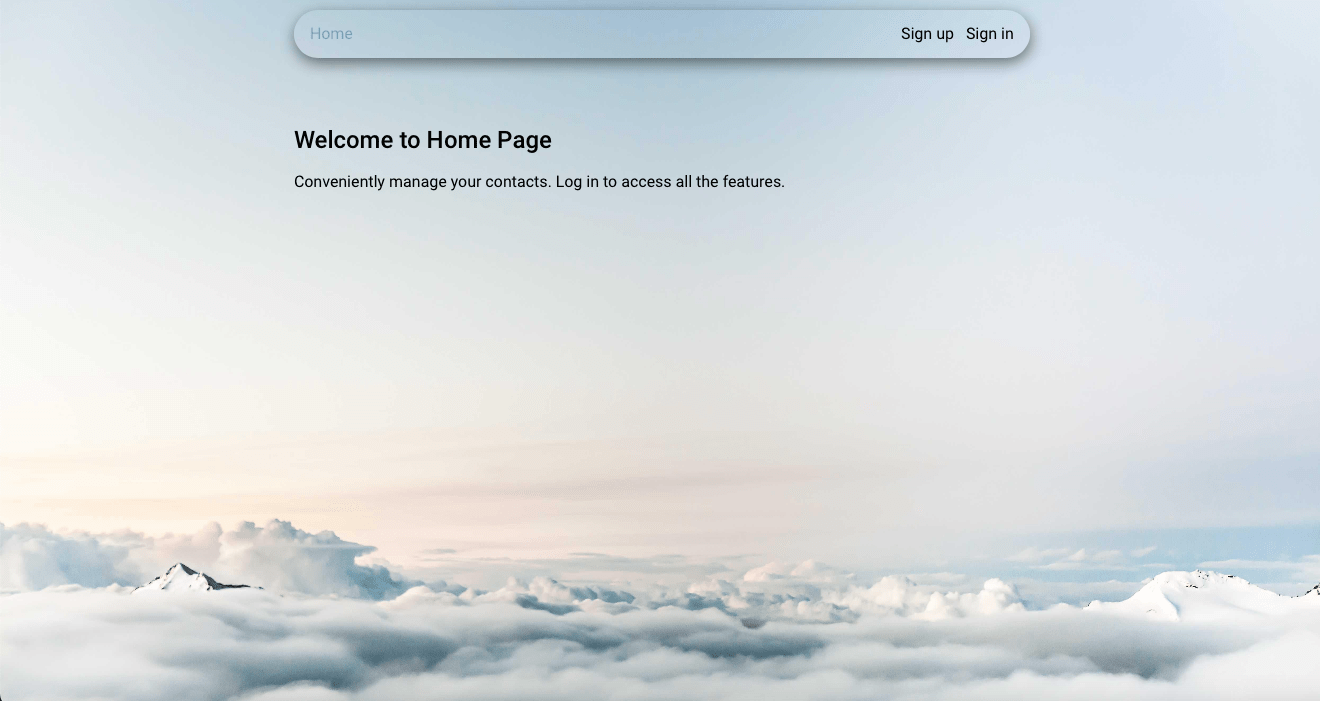 Home Sign up Sign in
Welcome to Home Page
Conveniently manage your contacts. Log in to access all the features.